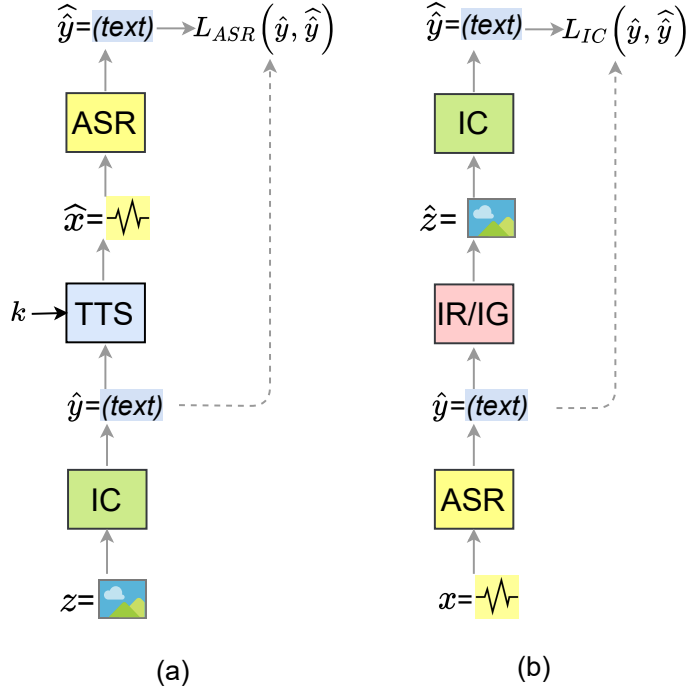 ŷ̂=(text) → L_ASR(ŷ, ŷ̂)
ASR
x̂=
k
TTS
ŷ=(text)
IC
z=
(a)
ŷ̂=(text) → L_IC(ŷ, ŷ̂)
IC
ẑ=
IR/IG
ŷ=(text)
ASR
x=
(b)